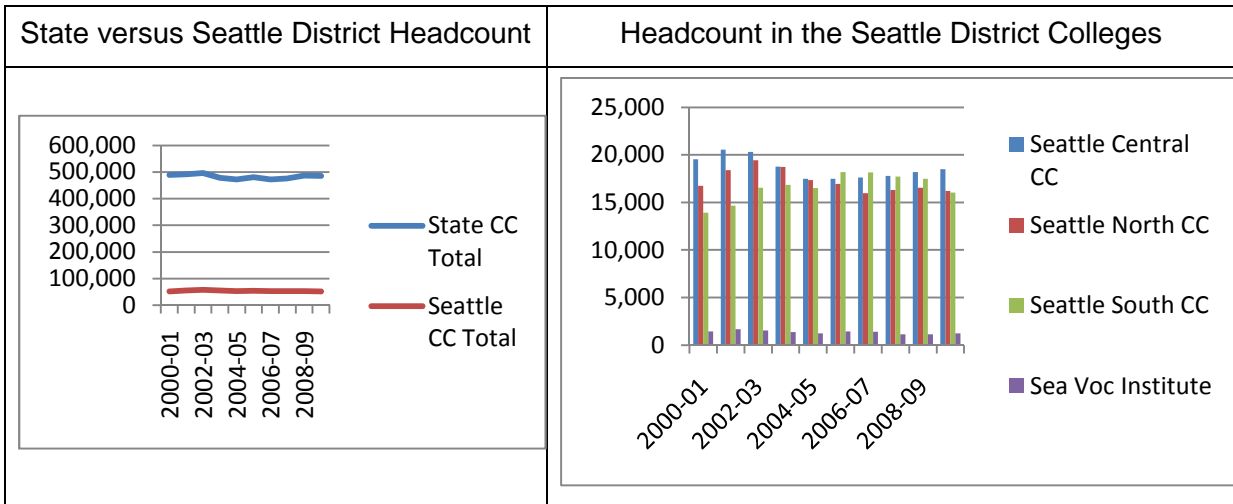 State versus Seattle District Headcount
Headcount in the Seattle District Colleges
600,000
500,000
400,000
300,000
200,000
100,000
0
2000-01
2002-03
2004-05
2006-07
2008-09
State CC
Total
Seattle
CC Total
25,000
20,000
15,000
10,000
5,000
0
2000-01
2002-03
2004-05
2006-07
2008-09
Seattle Central
CC
Seattle North CC
Seattle South CC
Sea Voc Institute